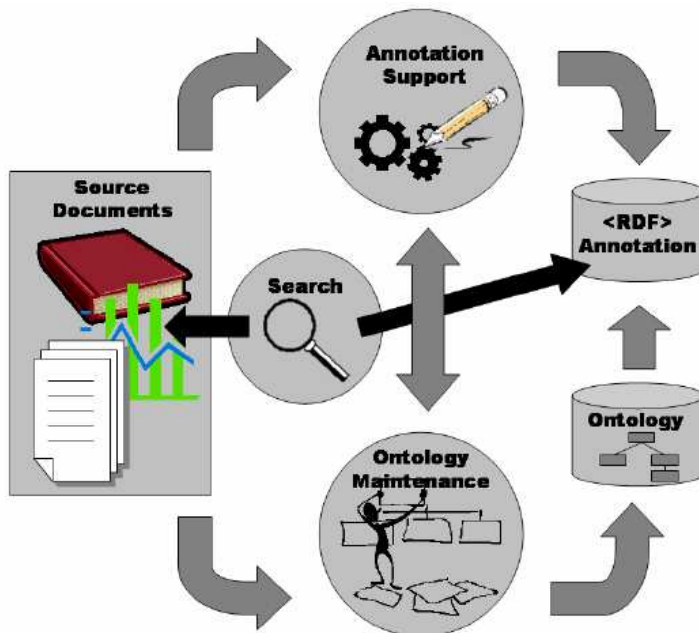 Annotation
Support
Source
Documents
<RDF>
Annotation
Search
Ontology
Ontology
Maintenance